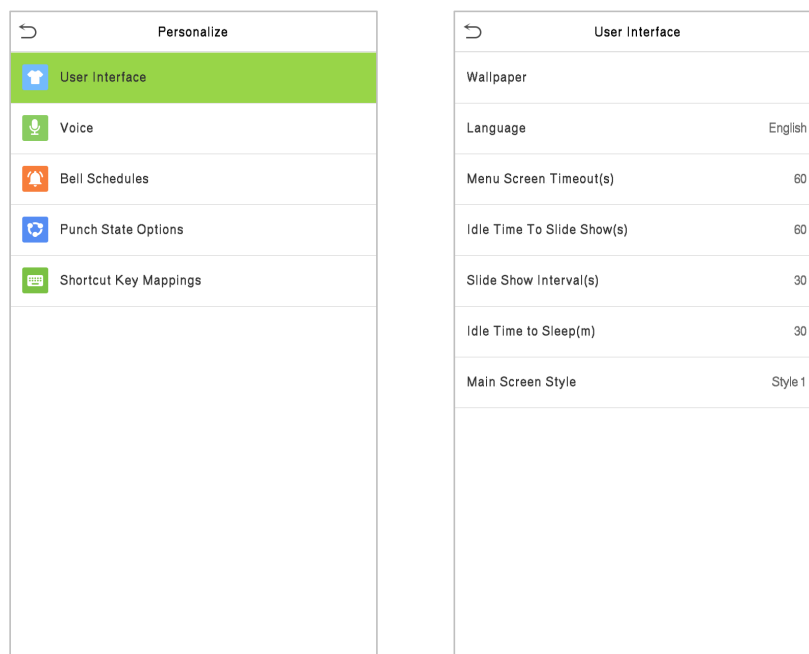 Personalize
User Interface
Voice
Bell Schedules
Punch State Options
Shortcut Key Mappings
User Interface
Wallpaper
Language English
Menu Screen Timeout(s) 60
Idle Time To Slide Show(s) 60
Slide Show Interval(s) 30
Idle Time to Sleep(m) 30
Main Screen Style Style 1